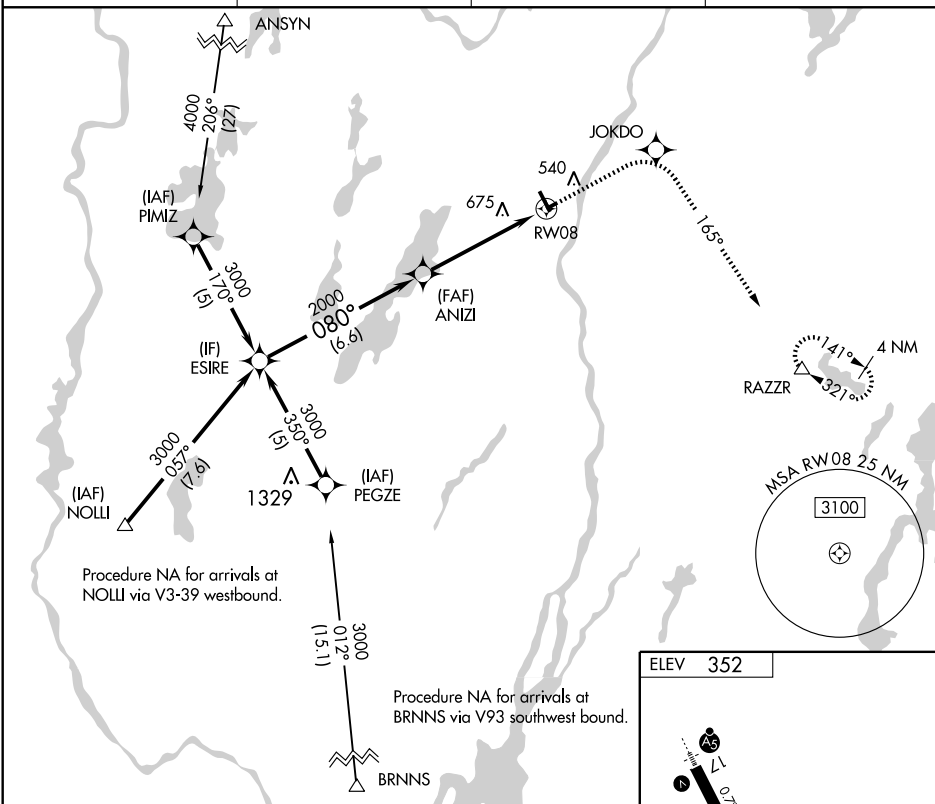 ANSYN
4000
206°
(27)
JOKDO
(IAF)
PIMIZ
540
675
RW08
165°
3000
170°
(5)
2000
080°
(6.6)
(FAF)
ANIZI
(IF)
ESIRE
141°
4 NM
RAZZR
321°
3000
057°
(7.6)
3000
350°
(5)
(IAF)
NOLLI
1329
(IAF)
PEGZE
MSA RW08 25 NM
3100
Procedure NA for arrivals at
NOLLI via V3-39 westbound.
3000
012°
(15.1)
Procedure NA for arrivals at
BRNNS via V93 southwest bound.
BRNNS
ELEV 352
A5
17